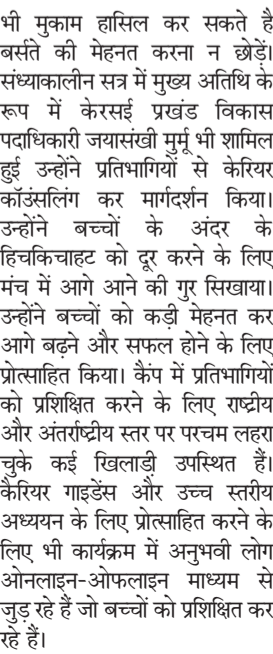 भी मुकाम हासिल कर सकते है
बर्सते की मेहनत करना न छोड़ें।
संध्याकालीन सत्र में मुख्य अतिथि के
रूप में केरसई प्रखंड विकास
पदाधिकारी जयासंखी मुर्मू भी शामिल
हुई उन्होंने प्रतिभागियों से केरियर
कॉउंसलिंग कर मार्गदर्शन किया।
उन्होंने बच्चों के अंदर के
हिचकिचाहट को दूर करने के लिए
मंच में आगे आने की गुर सिखाया।
उन्होंने बच्चों को कड़ी मेहनत कर
आगे बढ़ने और सफल होने के लिए
प्रोत्साहित किया। कैंप में प्रतिभागियों
को प्रशिक्षित करने के लिए राष्ट्रीय
और अंतर्राष्ट्रीय स्तर पर परचम लहरा
चुके कई खिलाड़ी उपस्थित हैं।
कैरियर गाइडेंस और उच्च स्तरीय
अध्ययन के लिए प्रोत्साहित करने के
लिए भी कार्यक्रम में अनुभवी लोग
ओनलाइन-ओफलाइन माध्यम से
जुड़ रहे हैं जो बच्चों को प्रशिक्षित कर
रहे हैं।